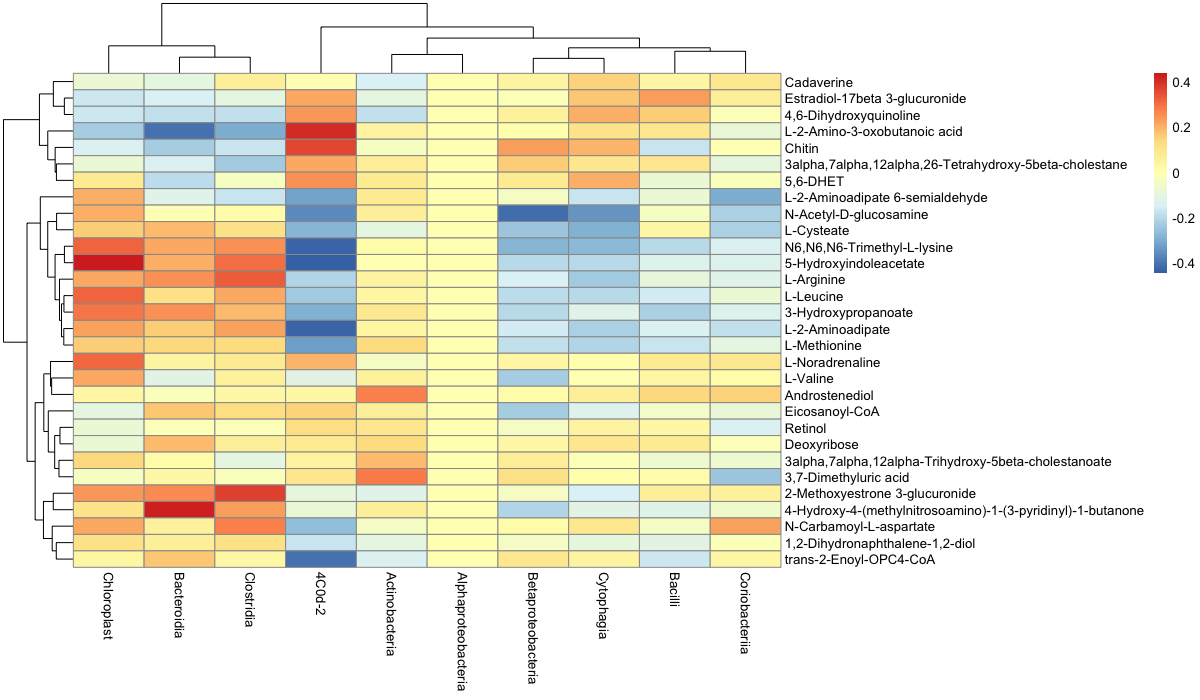 Cadaverine
Estradiol-17beta 3-glucuronide
4,6-Dihydroxyquinoline
L-2-Amino-3-oxobutanoic acid
Chitin
3alpha,7alpha,12alpha,26-Tetrahydroxy-5beta-cholestane
5,6-DHET
L-2-Aminoadipate 6-semialdehyde
N-Acetyl-D-glucosamine
L-Cysteate
N6,N6,N6-Trimethyl-L-lysine
5-Hydroxyindoleacetate
L-Arginine
L-Leucine
3-Hydroxypropanoate
L-2-Aminoadipate
L-Methionine
L-Noradrenaline
L-Valine
Androstenediol
Eicosanoyl-CoA
Retinol
Deoxyribose
3alpha,7alpha,12alpha-Trihydroxy-5beta-cholestanoate
3,7-Dimethyluric acid
2-Methoxyestrone 3-glucuronide
4-Hydroxy-4-(methylnitrosoamino)-1-(3-pyridinyl)-1-butanone
N-Carbamoyl-L-aspartate
1,2-Dihydronaphthalene-1,2-diol
trans-2-Enoyl-OPC4-CoA
Chloroplast
Bacteroidia
Clostridia
4C0d-2
Actinobacteria
Alphaproteobacteria
Betaproteobacteria
Cytophagia
Bacilli
Coriobacteriia
0.4
0.2
0
-0.2
-0.4